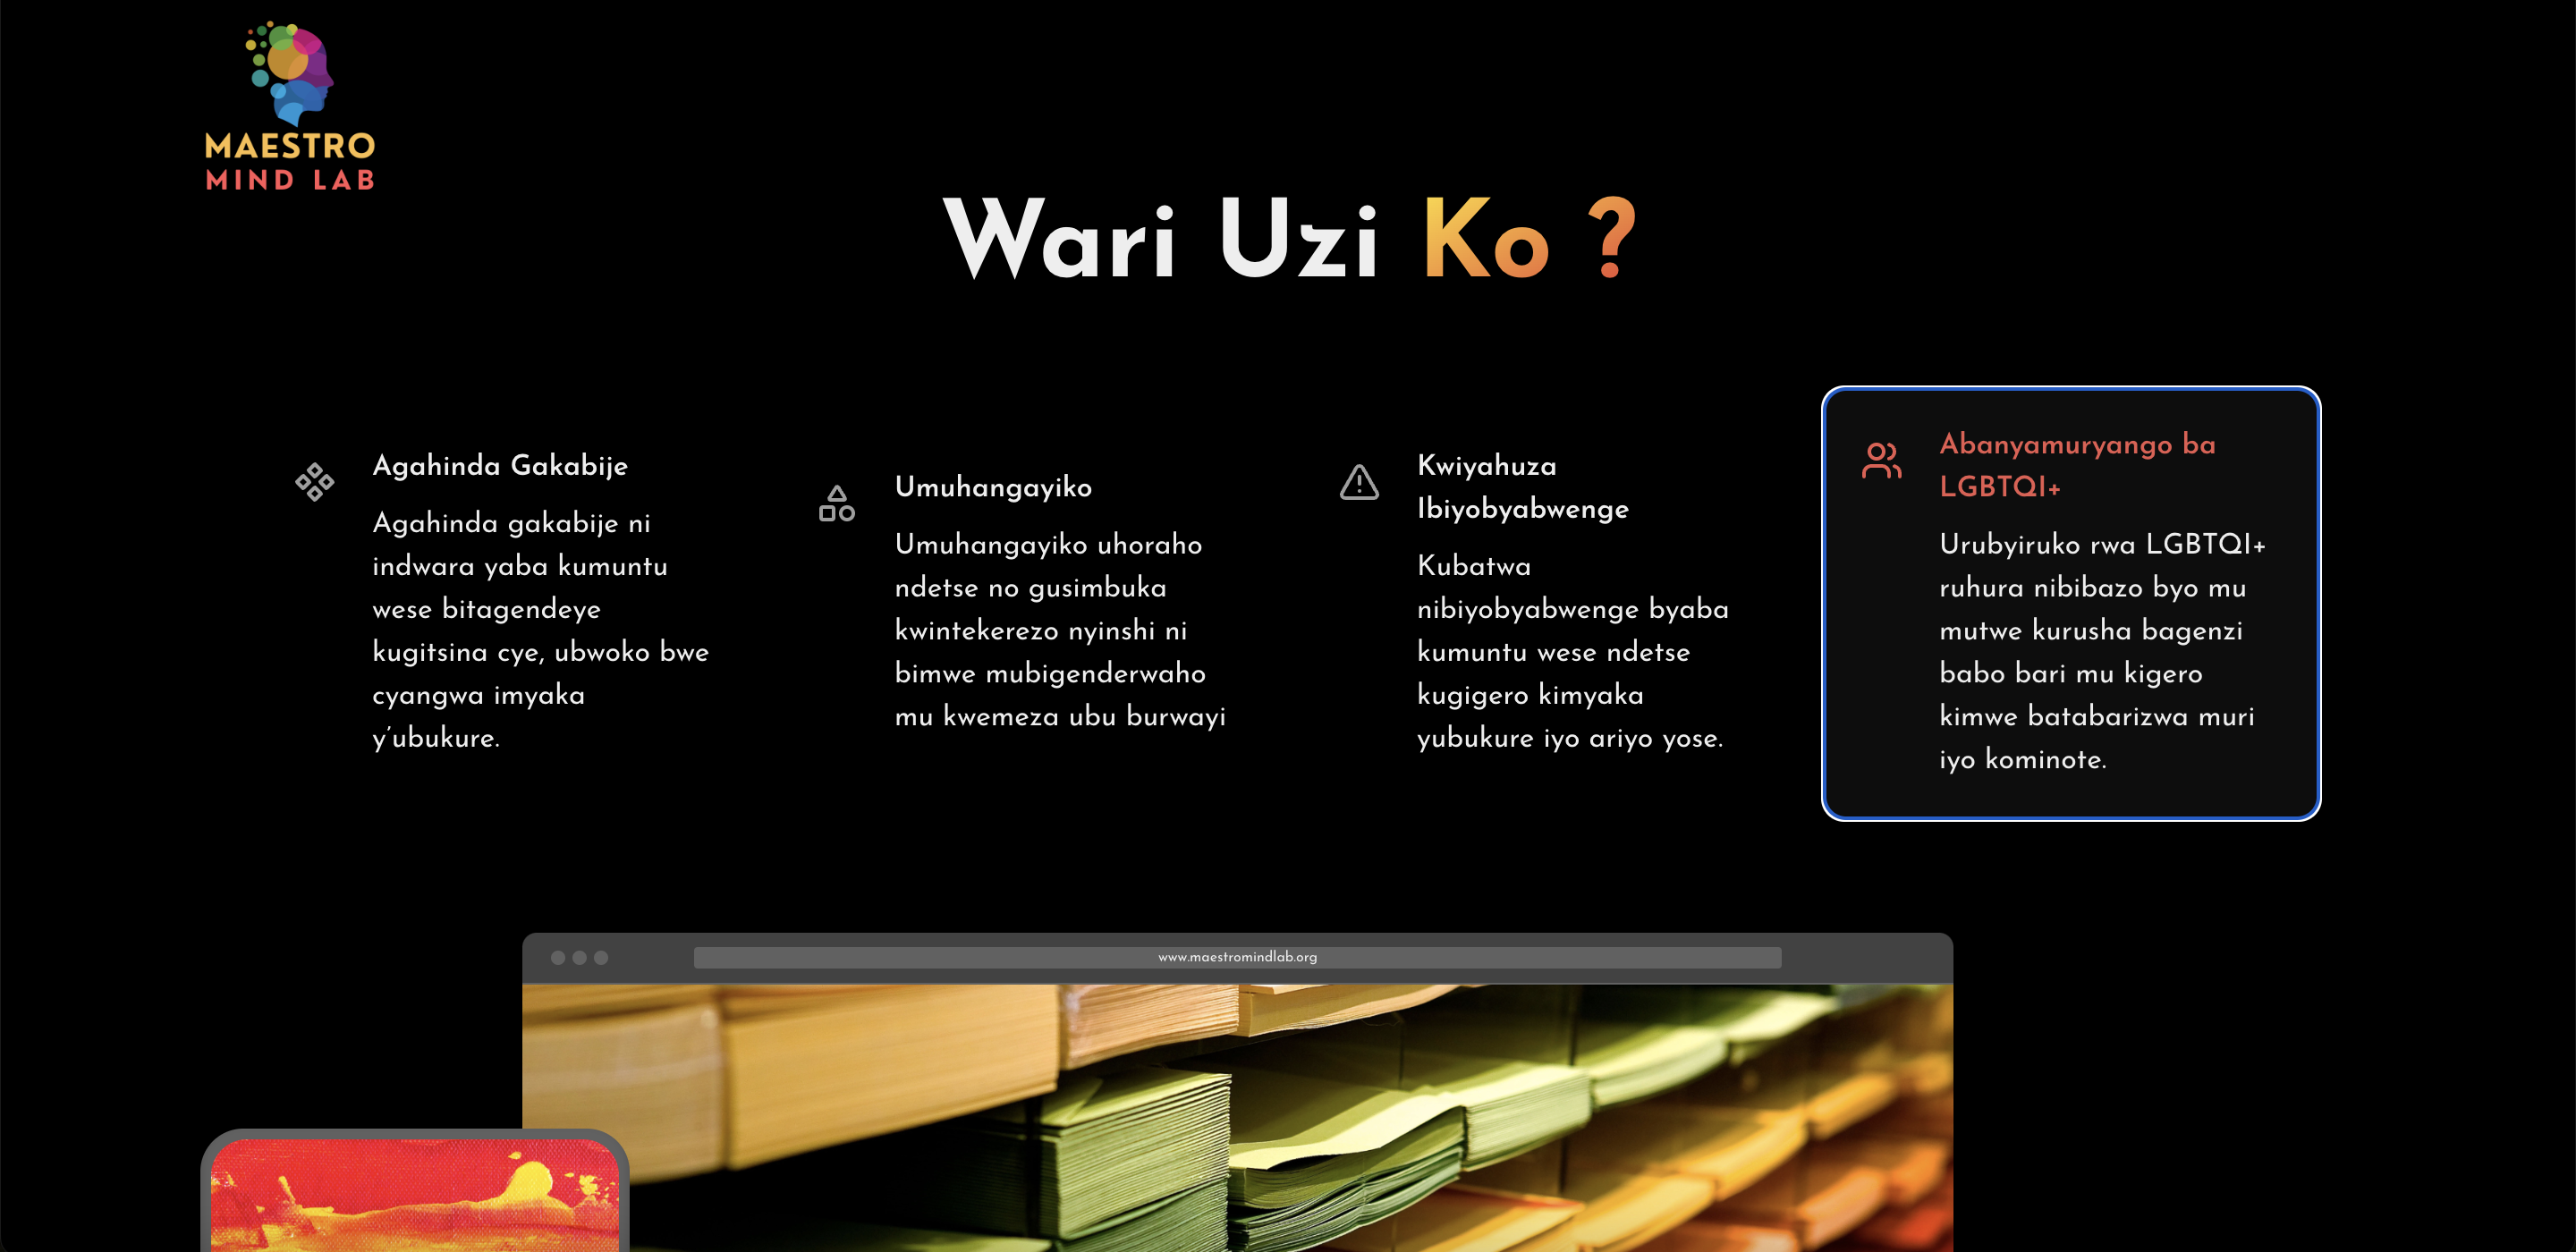 MAESTRO
MIND LAB
Wari Uzi Ko ?
Agahinda Gakabije
Agahinda gakabije ni
indwara yaba kumuntu
wese bitagendeye
kugitsina cye, ubwoko bwe
cyangwa imyaka
y'ubukure.
Umuhangayiko
Umuhangayiko uhoraho
ndetse no gusimbuka
kwintekerezo nyinshi ni
bimwe mubigenderwaho
mu kwemeza ubu burwayi
Kwiyahuza
Ibiyobyabwenge
Kubatwa
nibiyobyabwenge byaba
kumuntu wese ndetse
kugigero kimyaka
yubukure iyo ariyo yose.
Abanyamuryango ba
LGBTQI+
Urubyiruko rwa LGBTQI+
ruhura nibibazo byo mu
mutwe kurusha bagenzi
babo bari mu kigero
kimwe batabarizwa muri
iyo kominote.
www.maestromindlab.org